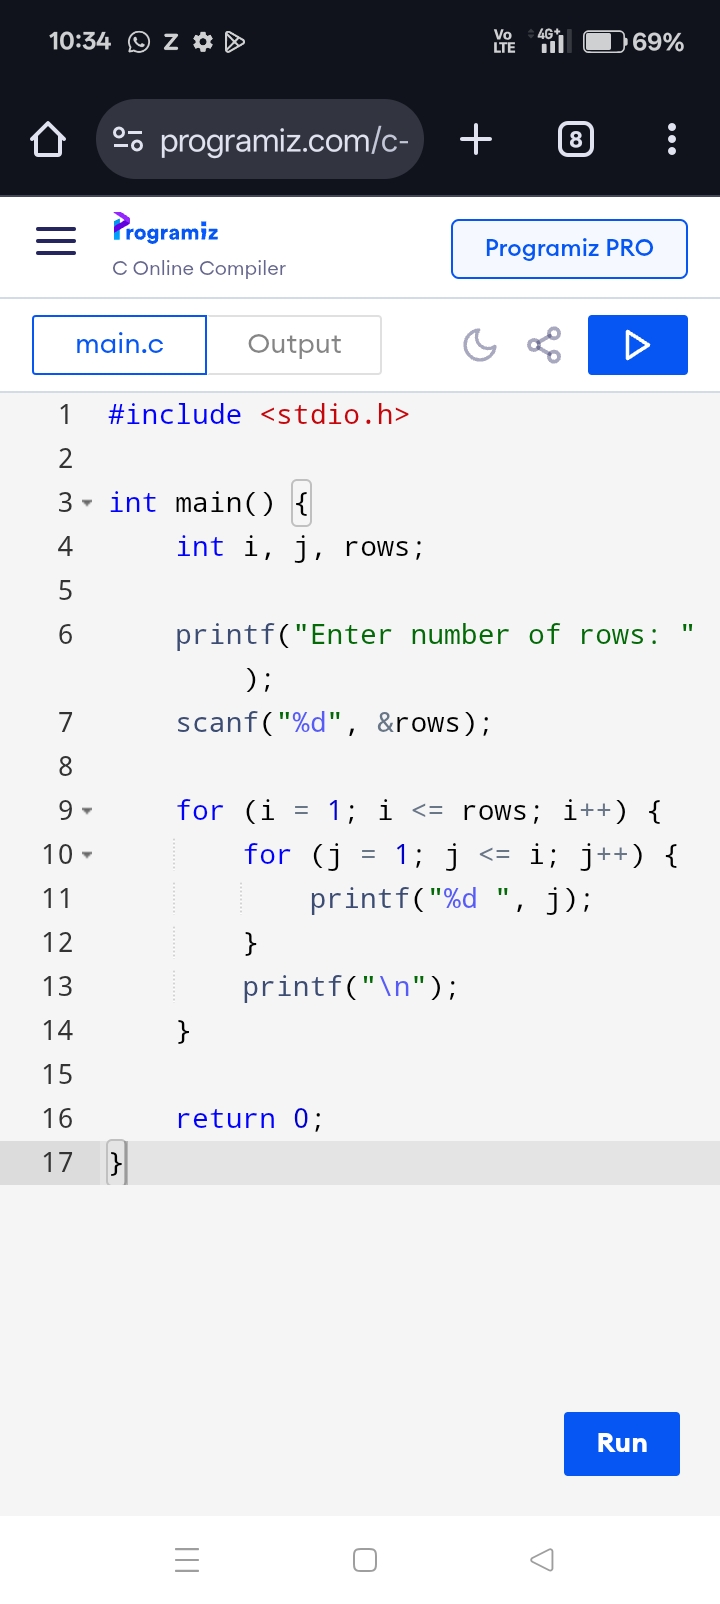 10:34 Z Vo LTE 4G+ 69%
programiz.com/c- 8
Programiz
C Online Compiler
Programiz PRO
main.c Output
1 #include <stdio.h>
2
3 int main() {
4     int i, j, rows;
5
6     printf("Enter number of rows: "
        );
7     scanf("%d", &rows);
8
9     for (i = 1; i <= rows; i++) {
10         for (j = 1; j <= i; j++) {
11             printf("%d ", j);
12         }
13         printf("\n");
14     }
15
16     return 0;
17 }
Run